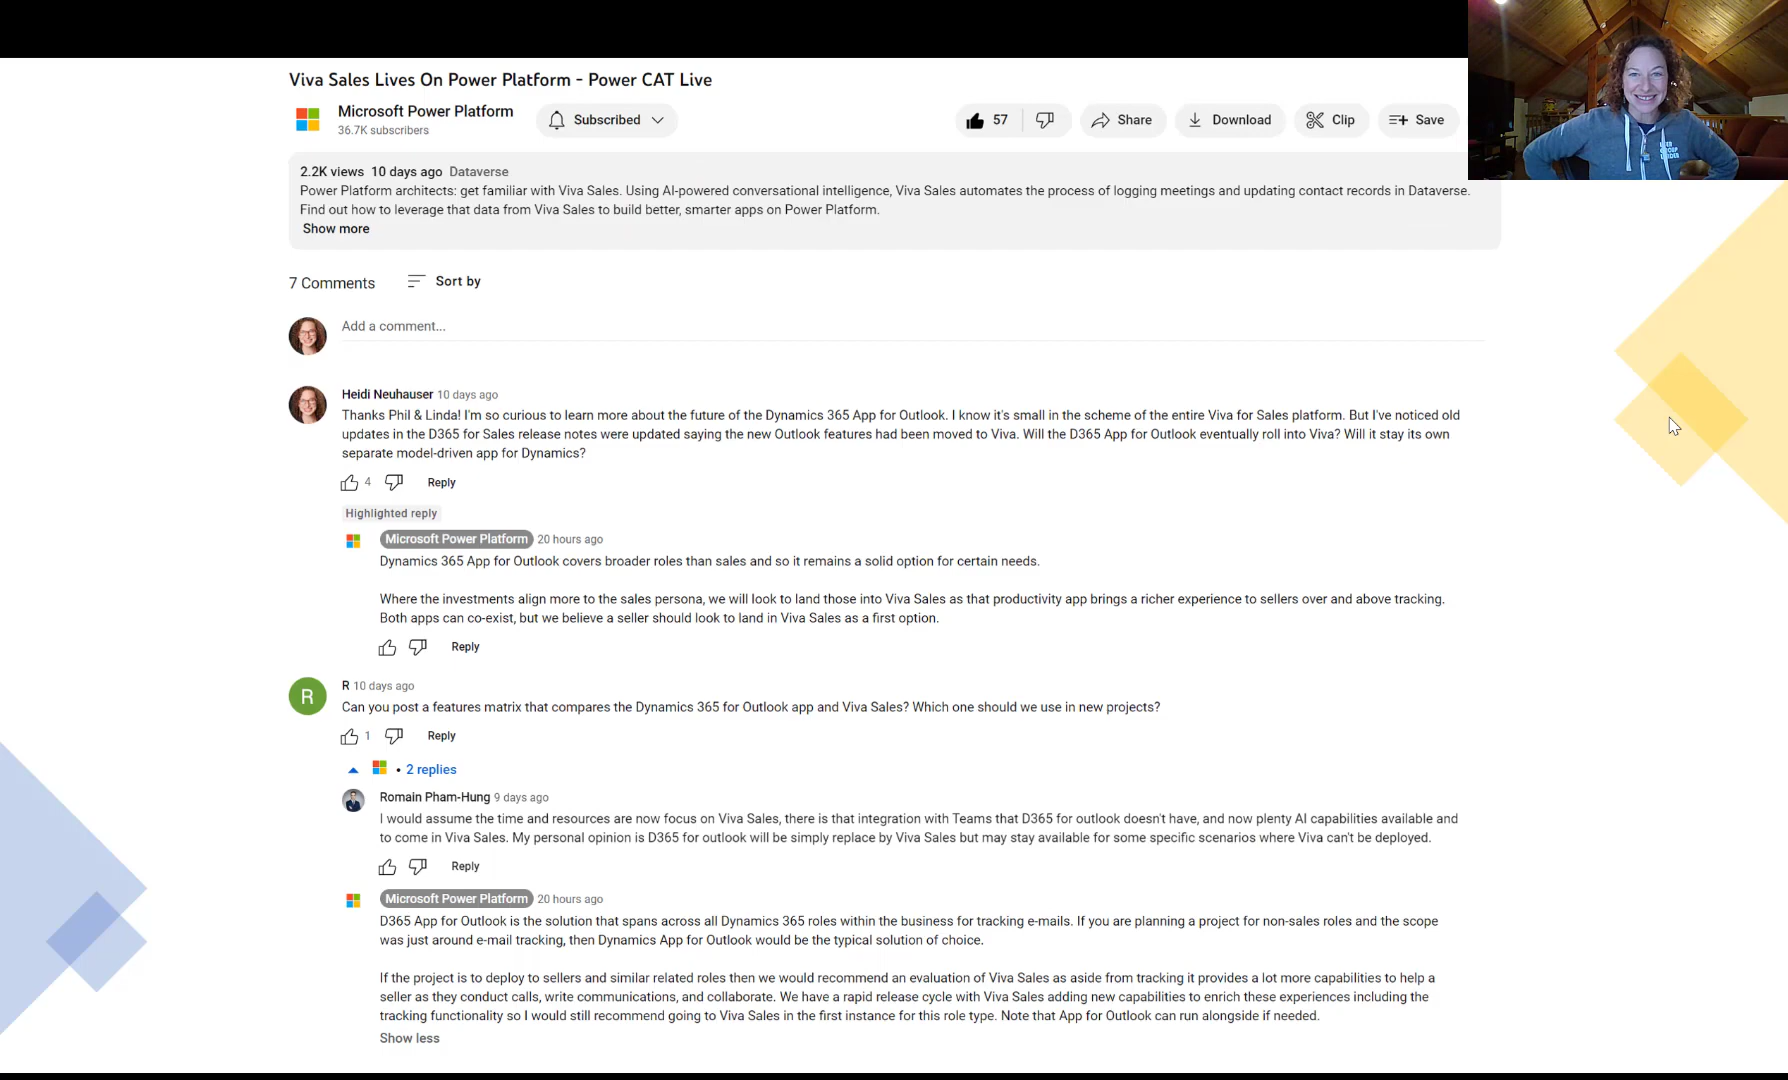 Viva Sales Lives On Power Platform - Power CAT Live
Microsoft Power Platform
36.7K subscribers
Subscribed
57
Share
Download
Clip
Save
2.2K views 10 days ago Dataverse
Power Platform architects: get familiar with Viva Sales. Using AI-powered conversational intelligence, Viva Sales automates the process of logging meetings and updating contact records in Dataverse.
Find out how to leverage that data from Viva Sales to build better, smarter apps on Power Platform.
Show more
7 Comments
Sort by
Add a comment...
Heidi Neuhauser 10 days ago
Thanks Phil & Linda! I'm so curious to learn more about the future of the Dynamics 365 App for Outlook. I know it's small in the scheme of the entire Viva for Sales platform. But I've noticed old
updates in the D365 for Sales release notes were updated saying the new Outlook features had been moved to Viva. Will the D365 App for Outlook eventually roll into Viva? Will it stay its own
separate model-driven app for Dynamics?
4
Reply
Highlighted reply
Microsoft Power Platform 20 hours ago
Dynamics 365 App for Outlook covers broader roles than sales and so it remains a solid option for certain needs.
Where the investments align more to the sales persona, we will look to land those into Viva Sales as that productivity app brings a richer experience to sellers over and above tracking.
Both apps can co-exist, but we believe a seller should look to land in Viva Sales as a first option.
Reply
R
R 10 days ago
Can you post a features matrix that compares the Dynamics 365 for Outlook app and Viva Sales? Which one should we use in new projects?
1
Reply
• 2 replies
Romain Pham-Hung 9 days ago
I would assume the time and resources are now focus on Viva Sales, there is that integration with Teams that D365 for outlook doesn't have, and now plenty AI capabilities available and
to come in Viva Sales. My personal opinion is D365 for outlook will be simply replace by Viva Sales but may stay available for some specific scenarios where Viva can't be deployed.
Reply
Microsoft Power Platform 20 hours ago
D365 App for Outlook is the solution that spans across all Dynamics 365 roles within the business for tracking e-mails. If you are planning a project for non-sales roles and the scope
was just around e-mail tracking, then Dynamics App for Outlook would be the typical solution of choice.
If the project is to deploy to sellers and similar related roles then we would recommend an evaluation of Viva Sales as aside from tracking it provides a lot more capabilities to help a
seller as they conduct calls, write communications, and collaborate. We have a rapid release cycle with Viva Sales adding new capabilities to enrich these experiences including the
tracking functionality so I would still recommend going to Viva Sales in the first instance for this role type. Note that App for Outlook can run alongside if needed.
Show less